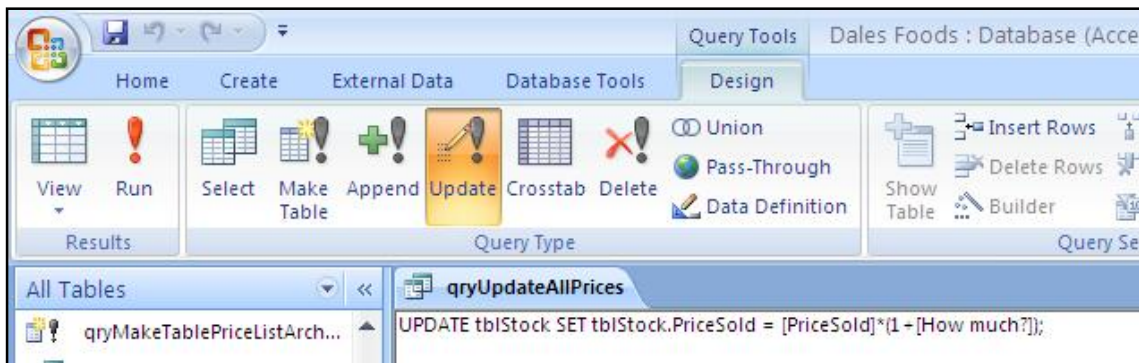 Query Tools Dales Foods : Database (Acce
Home Create External Data Database Tools Design
View Run Select Make Table Append Update Crosstab Delete
Union
Pass-Through
Data Definition
Show Table
Insert Rows
Delete Rows
Builder
Results Query Type Query Se
All Tables qryUpdateAllPrices
qryMakeTablePriceListArch...
UPDATE tblStock SET tblStock.PriceSold = [PriceSold]*(1+[How much?]);